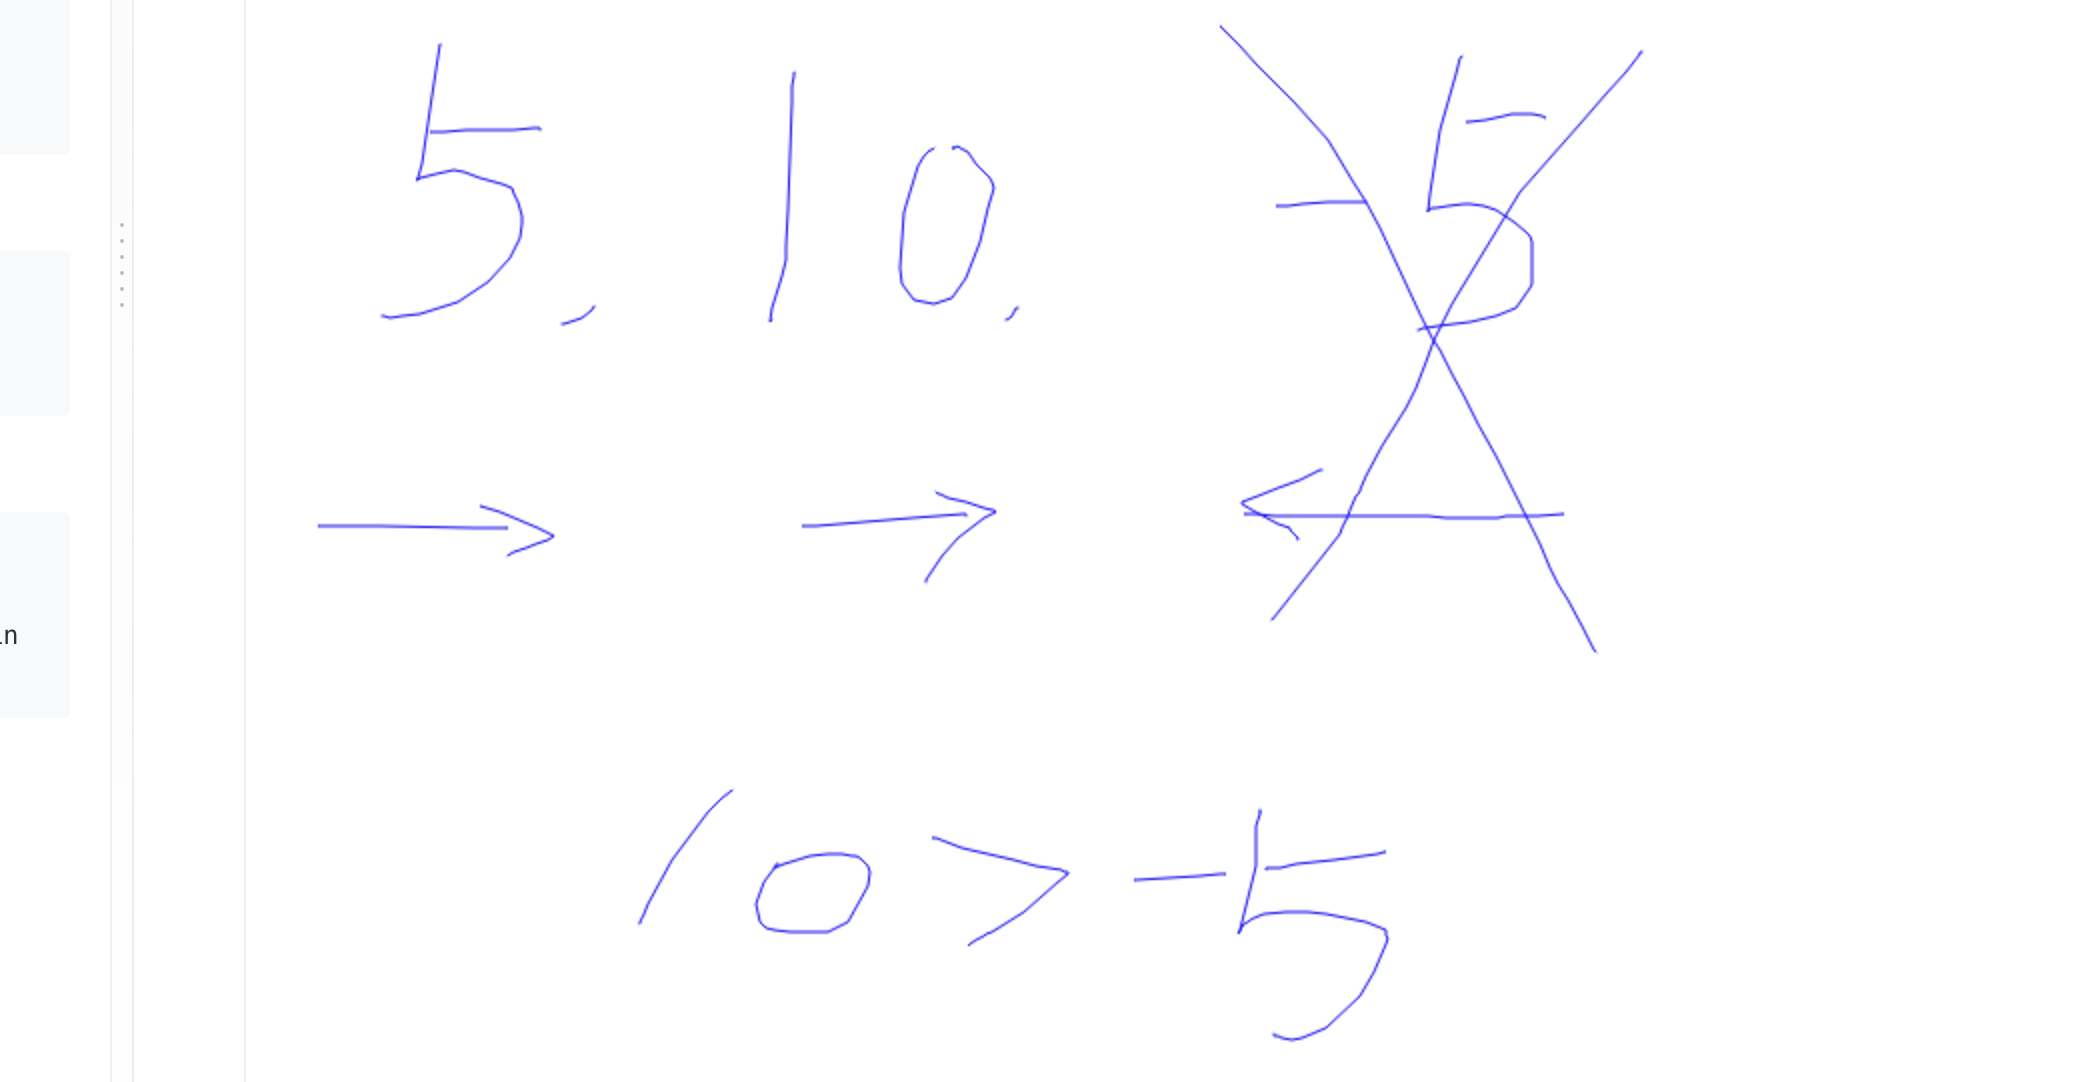 5, 10, -5
→ → ←
10 > -5